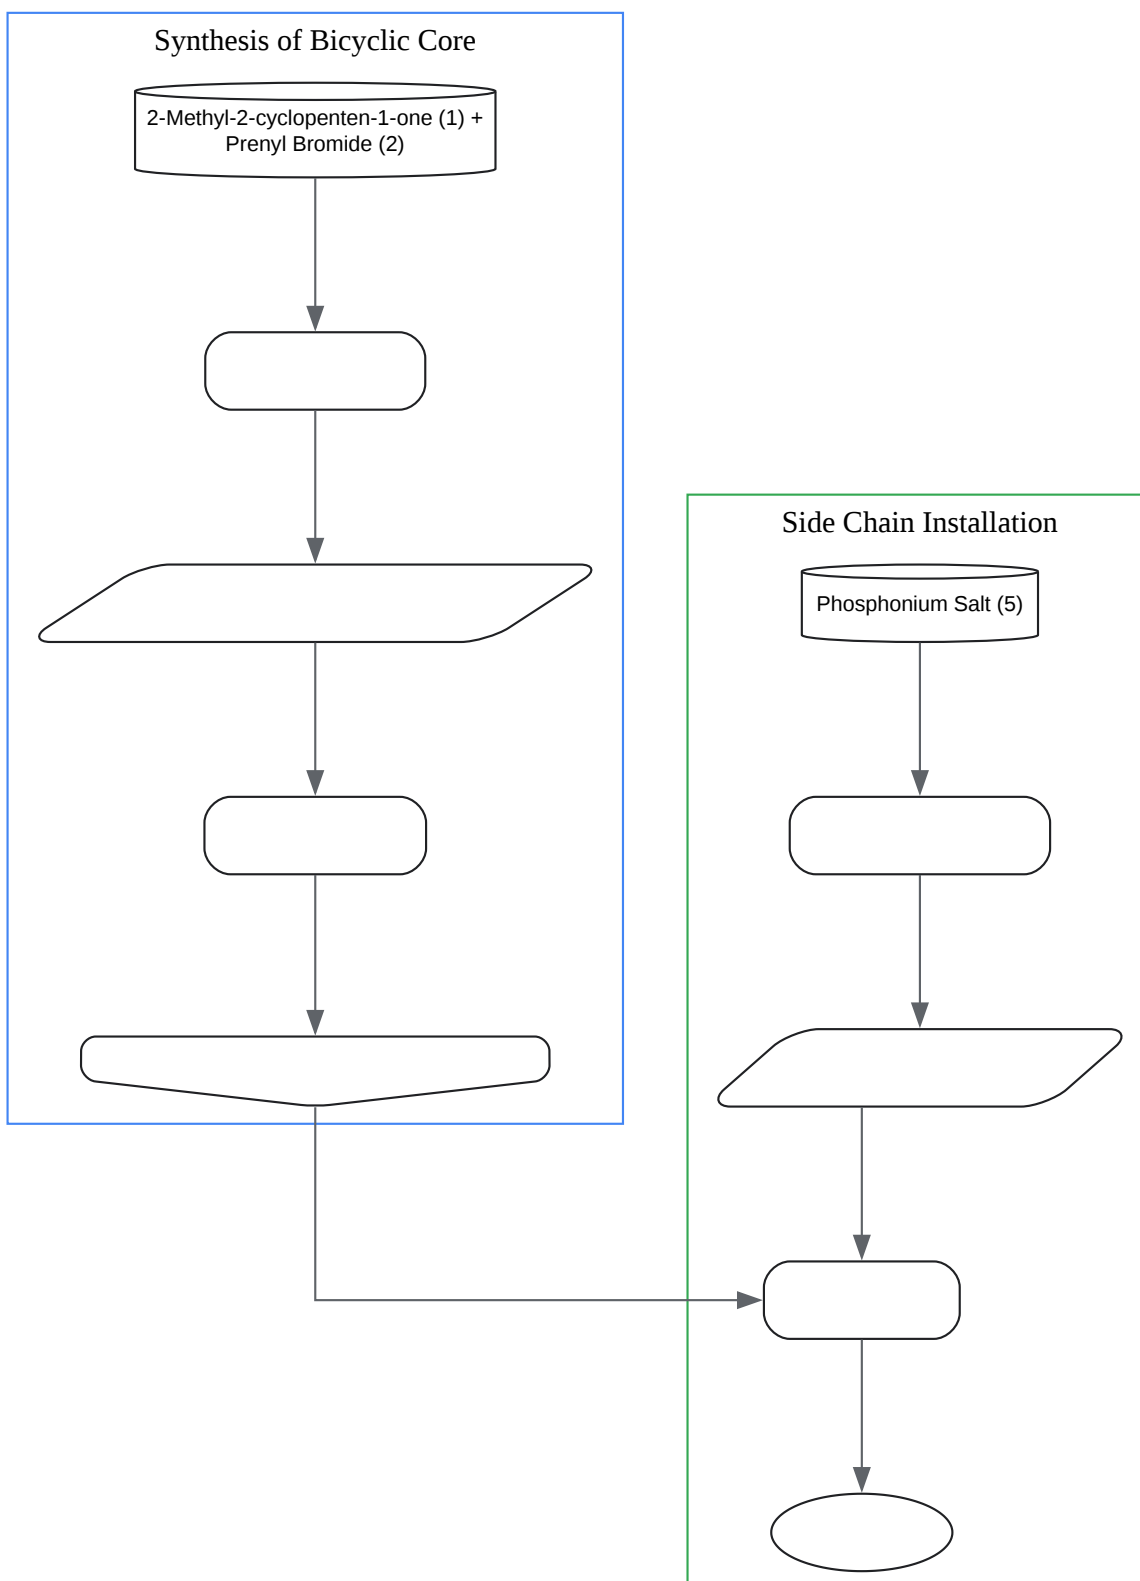 Synthesis of Bicyclic Core
2-Methyl-2-cyclopenten-1-one (1) +
Prenyl Bromide (2)
Side Chain Installation
Phosphonium Salt (5)